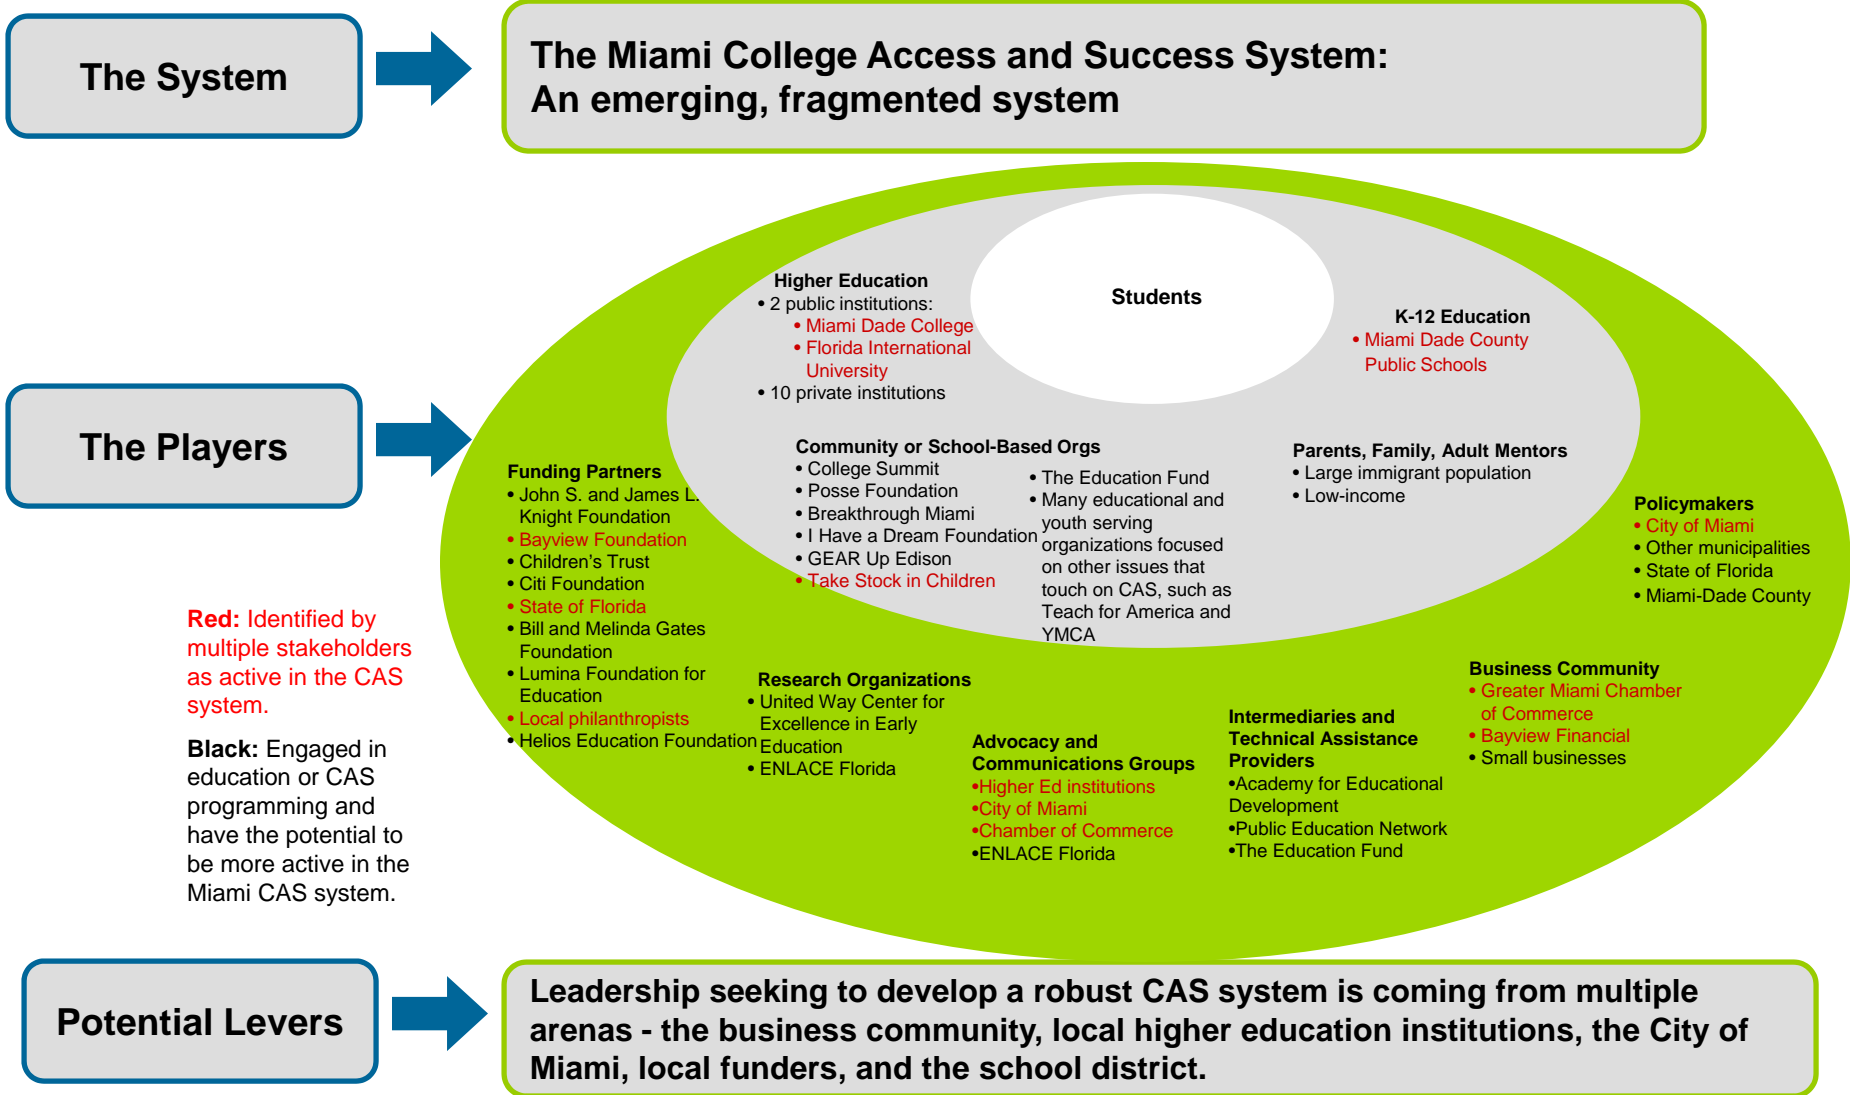 The System
The Miami College Access and Success System:
An emerging, fragmented system
The Players
Students
Higher Education
• 2 public institutions:
• Miami Dade College
• Florida International
University
• 10 private institutions
K-12 Education
• Miami Dade County
Public Schools
Community or School-Based Orgs
• College Summit
• Posse Foundation
• Breakthrough Miami
• I Have a Dream Foundation
• GEAR Up Edison
• Take Stock in Children
• The Education Fund
• Many educational and
youth serving
organizations focused
on other issues that
touch on CAS, such as
Teach for America and
YMCA
Parents, Family, Adult Mentors
• Large immigrant population
• Low-income
Funding Partners
• John S. and James L.
Knight Foundation
• Bayview Foundation
• Children’s Trust
• Citi Foundation
• State of Florida
• Bill and Melinda Gates
Foundation
• Lumina Foundation for
Education
• Local philanthropists
• Helios Education Foundation
Policymakers
• City of Miami
• Other municipalities
• State of Florida
• Miami-Dade County
Research Organizations
• United Way Center for
Excellence in Early
Education
• ENLACE Florida
Advocacy and
Communications Groups
•Higher Ed institutions
•City of Miami
•Chamber of Commerce
•ENLACE Florida
Intermediaries and
Technical Assistance
Providers
•Academy for Educational
Development
•Public Education Network
•The Education Fund
Business Community
• Greater Miami Chamber
of Commerce
• Bayview Financial
• Small businesses
Red: Identified by
multiple stakeholders
as active in the CAS
system.
Black: Engaged in
education or CAS
programming and
have the potential to
be more active in the
Miami CAS system.
Potential Levers
Leadership seeking to develop a robust CAS system is coming from multiple
arenas - the business community, local higher education institutions, the City of
Miami, local funders, and the school district.